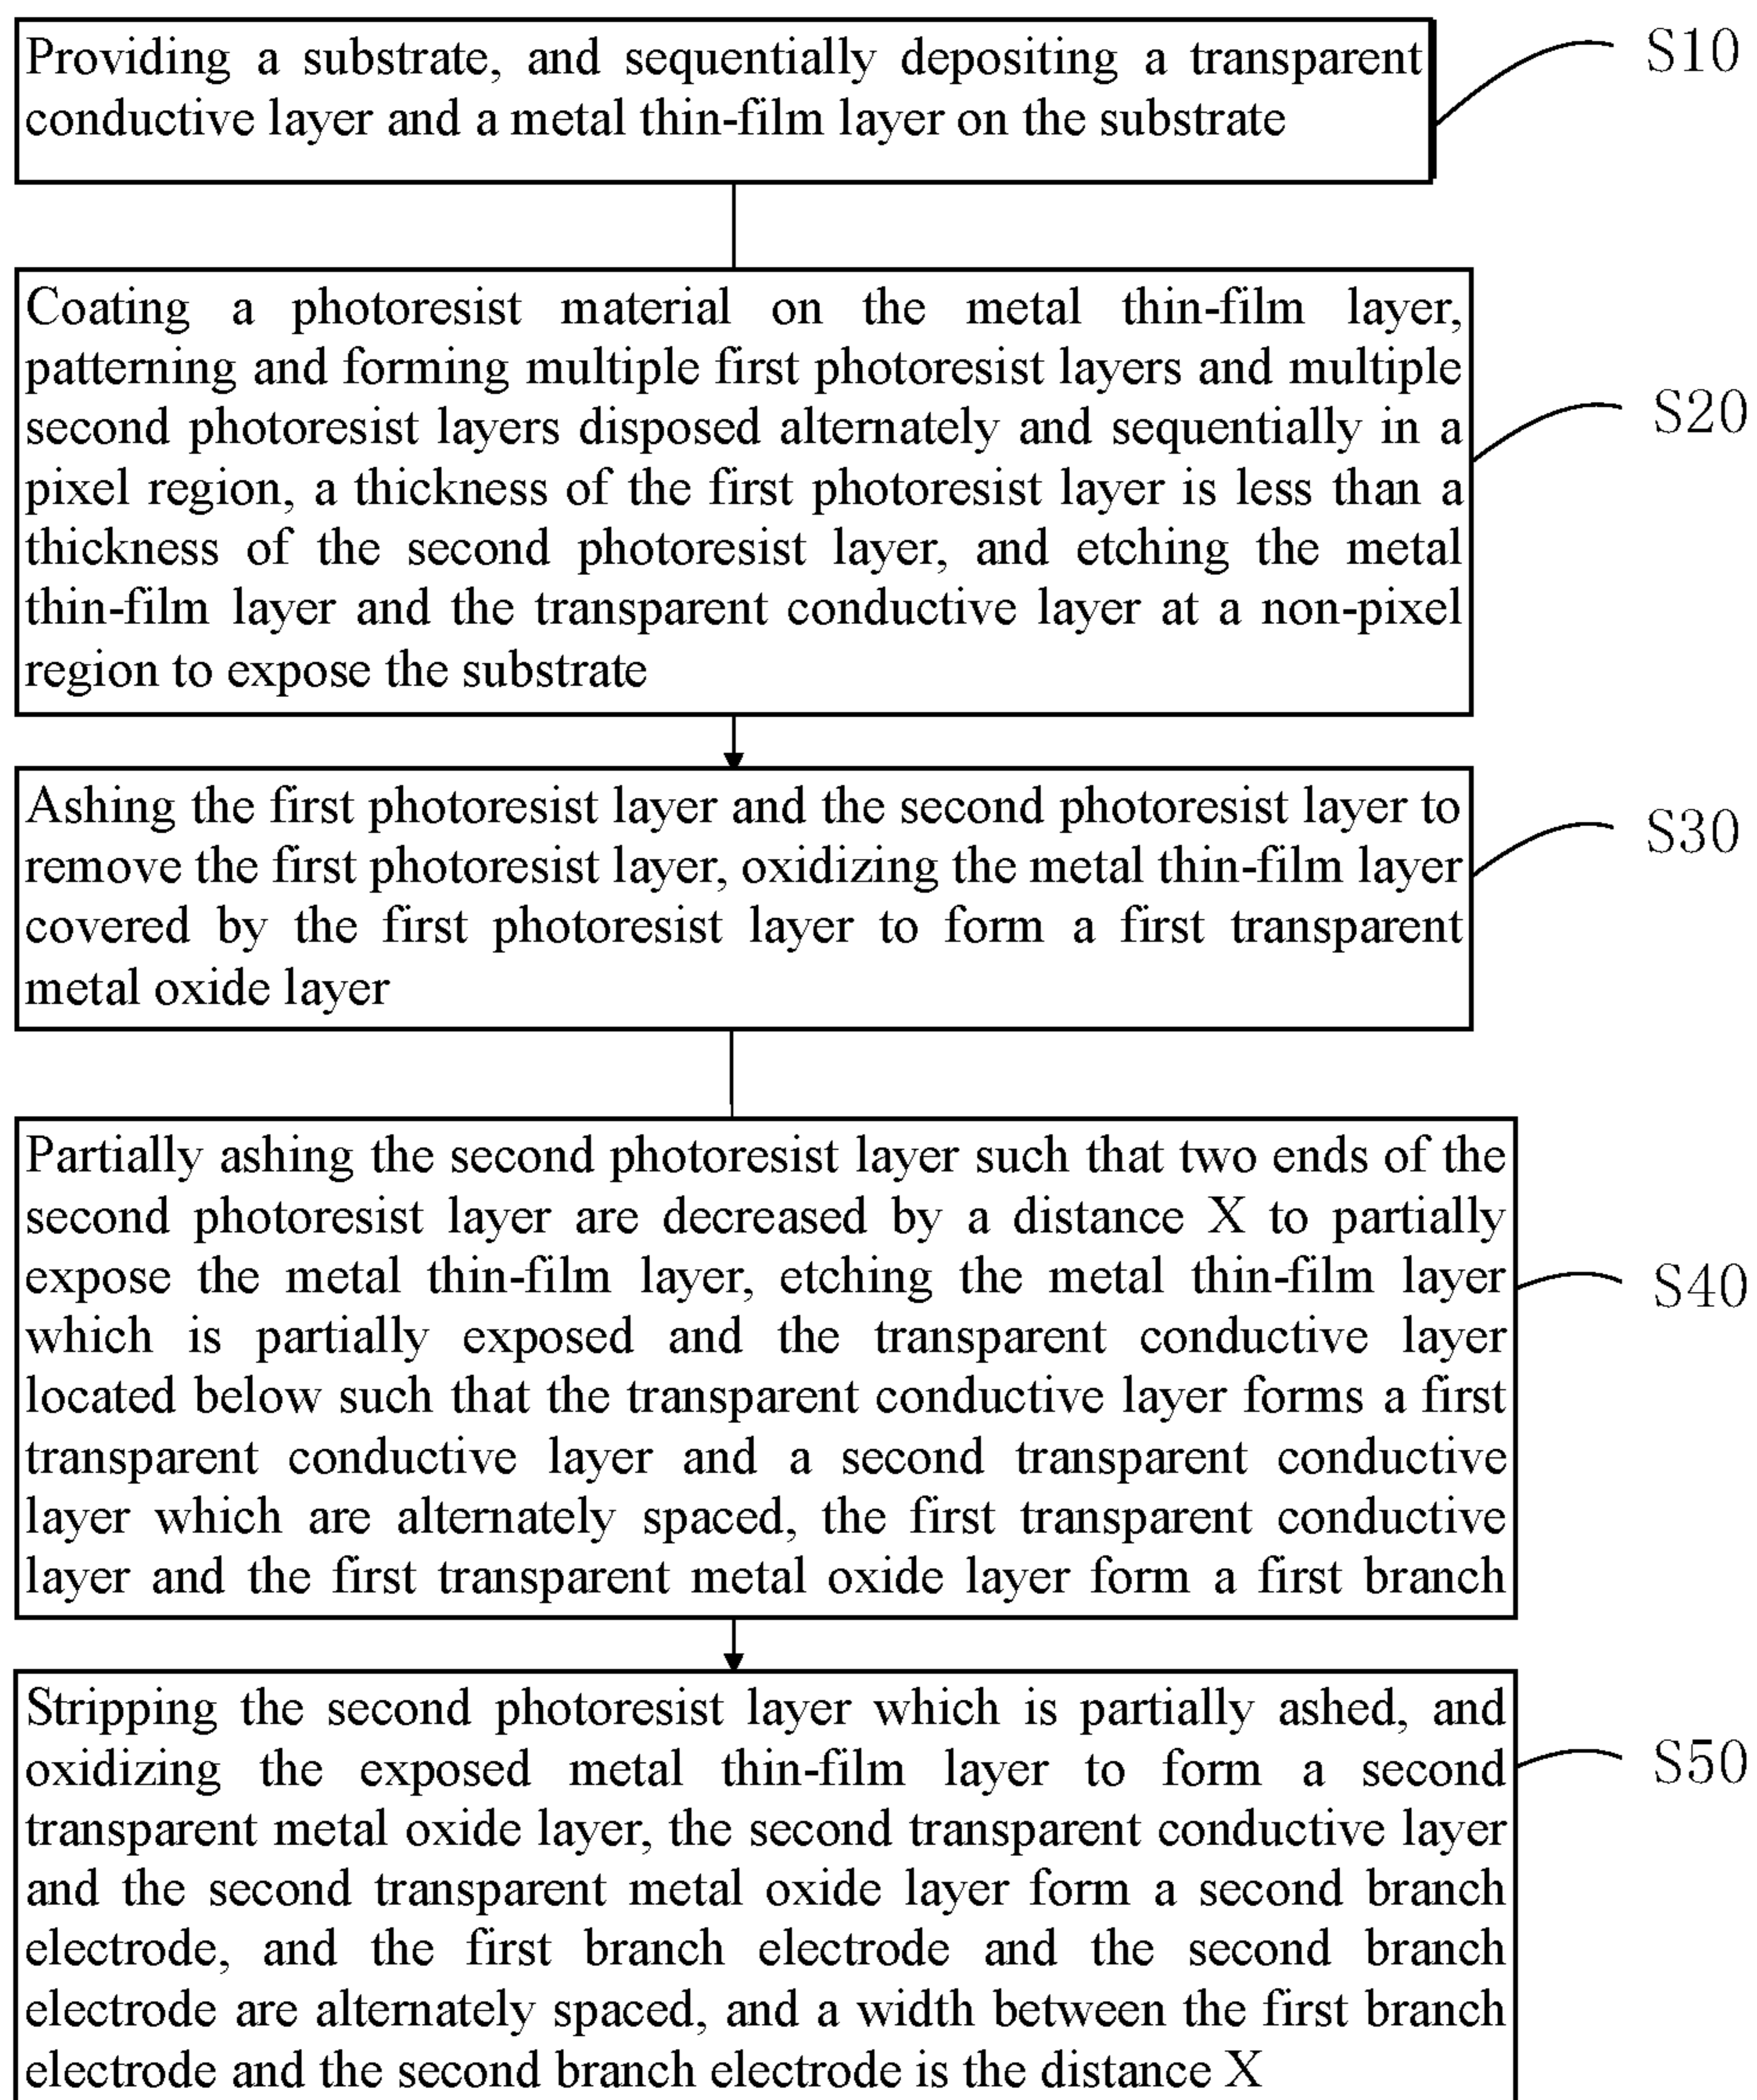 Providing a substrate, and sequentially depositing a transparent
conductive layer and a metal thin-film layer on the substrate
S10
Coating a photoresist material on the metal thin-film layer,
patterning and forming multiple first photoresist layers and multiple
second photoresist layers disposed alternately and sequentially in a
pixel region, a thickness of the first photoresist layer is less than a
thickness of the second photoresist layer, and etching the metal
thin-film layer and the transparent conductive layer at a non-pixel
region to expose the substrate
S20
Ashing the first photoresist layer and the second photoresist layer to
remove the first photoresist layer, oxidizing the metal thin-film layer
covered by the first photoresist layer to form a first transparent
metal oxide layer
S30
Partially ashing the second photoresist layer such that two ends of the
second photoresist layer are decreased by a distance X to partially
expose the metal thin-film layer, etching the metal thin-film layer
which is partially exposed and the transparent conductive layer
located below such that the transparent conductive layer forms a first
transparent conductive layer and a second transparent conductive
layer which are alternately spaced, the first transparent conductive
layer and the first transparent metal oxide layer form a first branch
S40
Stripping the second photoresist layer which is partially ashed, and
oxidizing the exposed metal thin-film layer to form a second
transparent metal oxide layer, the second transparent conductive layer
and the second transparent metal oxide layer form a second branch
electrode, and the first branch electrode and the second branch
electrode are alternately spaced, and a width between the first branch
electrode and the second branch electrode is the distance X
S50